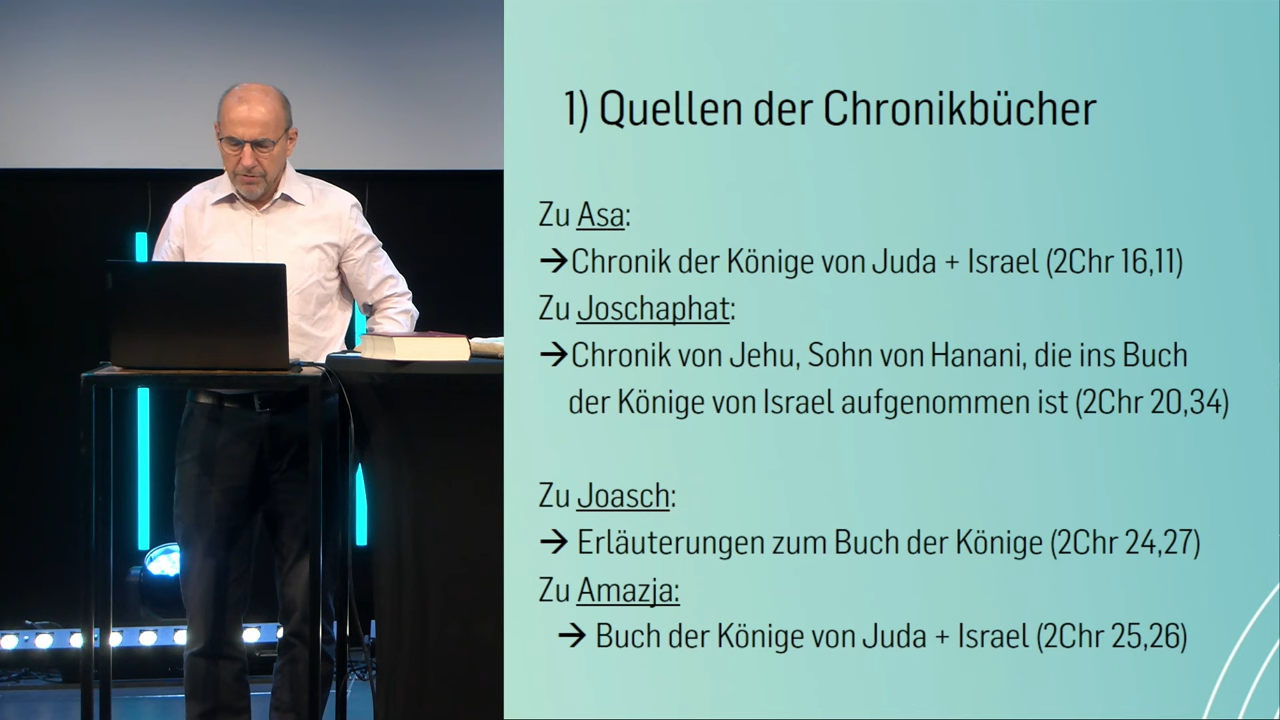 1) Quellen der Chronikbücher
Zu Asa:
→Chronik der Könige von Juda + Israel (2Chr 16,11)
Zu Joschaphat:
→Chronik von Jehu, Sohn von Hanani, die ins Buch
der Könige von Israel aufgenommen ist (2Chr 20,34)
Zu Joasch:
→ Erläuterungen zum Buch der Könige (2Chr 24,27)
Zu Amazja:
→ Buch der Könige von Juda + Israel (2Chr 25,26)